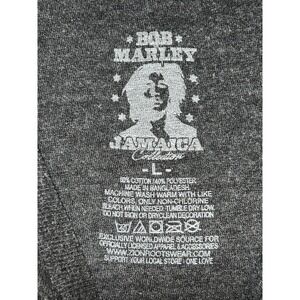 BOB
MARLEY
JAMAICA
Collection
-L-
COTTON POLYESTER
MADE IN BANGLADESH.
MACHINE WASH WARM WITH LIKE
COLORS, ONLY NON-CHLORINE
BLEACH WHEN NEEDED. TUMBLE DRY LOW.
DO NOT IRON OR DRYCLEAN DECORATION
EXCLUSIVE WORLDWIDE SOURCE FOR
OFFICIALLY LICENSED APPAREL & ACCESSORIES
WWW.ZIONROOTSWEAR.COM
SUPPORT YOUR LOCAL STORE : ONE LOVE